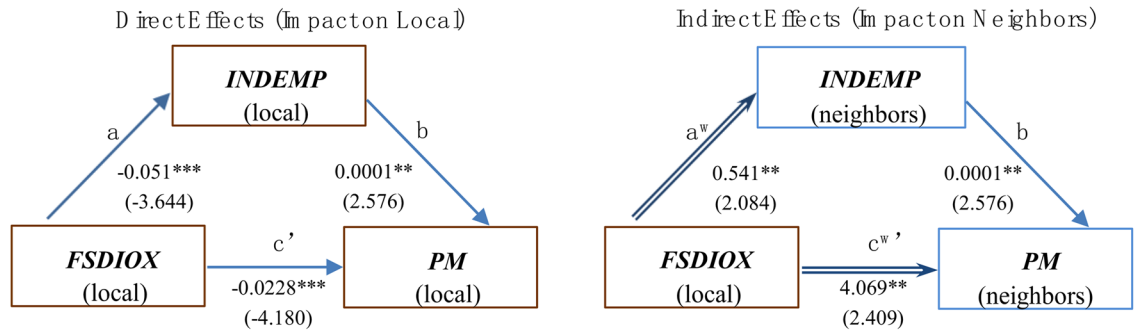 Direct Effects (Impact on Local)
INDEMP
(local)
a
b
-0.051***
(-3.644)
0.0001**
(2.576)
FSDIOX
(local)
c’
-0.0228***
(-4.180)
PM
(local)
Indirect Effects (Impact on Neighbors)
INDEMP
(neighbors)
aʷ
b
0.541**
(2.084)
0.0001**
(2.576)
FSDIOX
(local)
cʷ’
4.069**
(2.409)
PM
(neighbors)